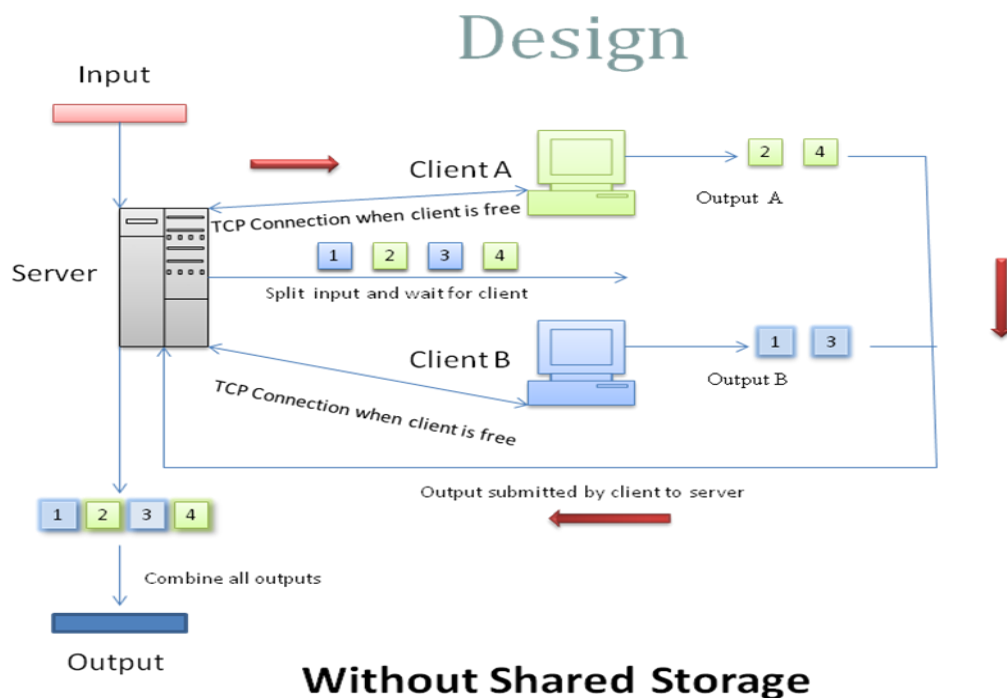 Design
Input
Client A
2 4
Output A
TCP Connection when client is free
Server
1 2 3 4
Split input and wait for client
Client B
1 3
Output B
TCP Connection when client is free
Output submitted by client to server
1 2 3 4
Combine all outputs
Output
Without Shared Storage